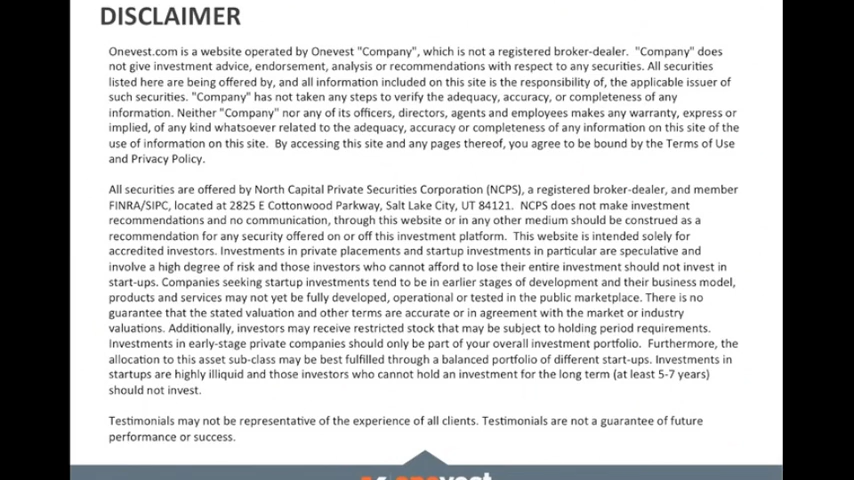 DISCLAIMER
Onevest.com is a website operated by Onevest "Company", which is not a registered broker-dealer. "Company" does
not give investment advice, endorsement, analysis or recommendations with respect to any securities. All securities
listed here are being offered by, and all information included on this site is the responsibility of, the applicable issuer of
such securities. "Company" has not taken any steps to verify the adequacy, accuracy, or completeness of any
information. Neither "Company" nor any of its officers, directors, agents and employees makes any warranty, express or
implied, of any kind whatsoever related to the adequacy, accuracy or completeness of any information on this site of the
use of information on this site. By accessing this site and any pages thereof, you agree to be bound by the Terms of Use
and Privacy Policy.
All securities are offered by North Capital Private Securities Corporation (NCPS), a registered broker-dealer, and member
FINRA/SIPC, located at 2825 E Cottonwood Parkway, Salt Lake City, UT 84121. NCPS does not make investment
recommendations and no communication, through this website or in any other medium should be construed as a
recommendation for any security offered on or off this investment platform. This website is intended solely for
accredited investors. Investments in private placements and startup investments in particular are speculative and
involve a high degree of risk and those investors who cannot afford to lose their entire investment should not invest in
start-ups. Companies seeking startup investments tend to be in earlier stages of development and their business model,
products and services may not yet be fully developed, operational or tested in the public marketplace. There is no
guarantee that the stated valuation and other terms are accurate or in agreement with the market or industry
valuations. Additionally, investors may receive restricted stock that may be subject to holding period requirements.
Investments in early-stage private companies should only be part of your overall investment portfolio. Furthermore, the
allocation to this asset sub-class may be best fulfilled through a balanced portfolio of different start-ups. Investments in
startups are highly illiquid and those investors who cannot hold an investment for the long term (at least 5-7 years)
should not invest.
Testimonials may not be representative of the experience of all clients. Testimonials are not a guarantee of future
performance or success.
onevest